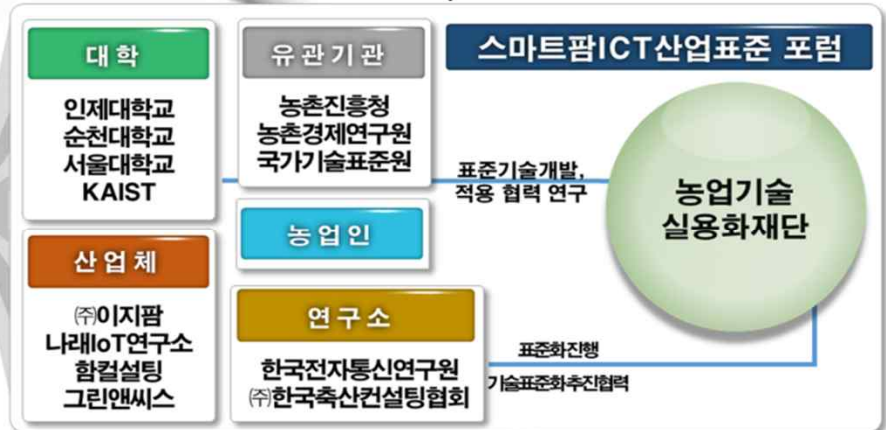 대학
인제대학교
순천대학교
서울대학교
KAIST
유관기관
농촌진흥청
농촌경제연구원
국가기술표준원
스마트팜ICT산업표준 포럼
표준기술개발,
적용 협력 연구
농업기술
실용화재단
농업인
산업체
㈜이지팜
나래IoT연구소
함컬설팅
그린앤씨스
연구소
한국전자통신연구원
㈜한국축산컨설팅협회
표준화진행
기술표준화추진협력